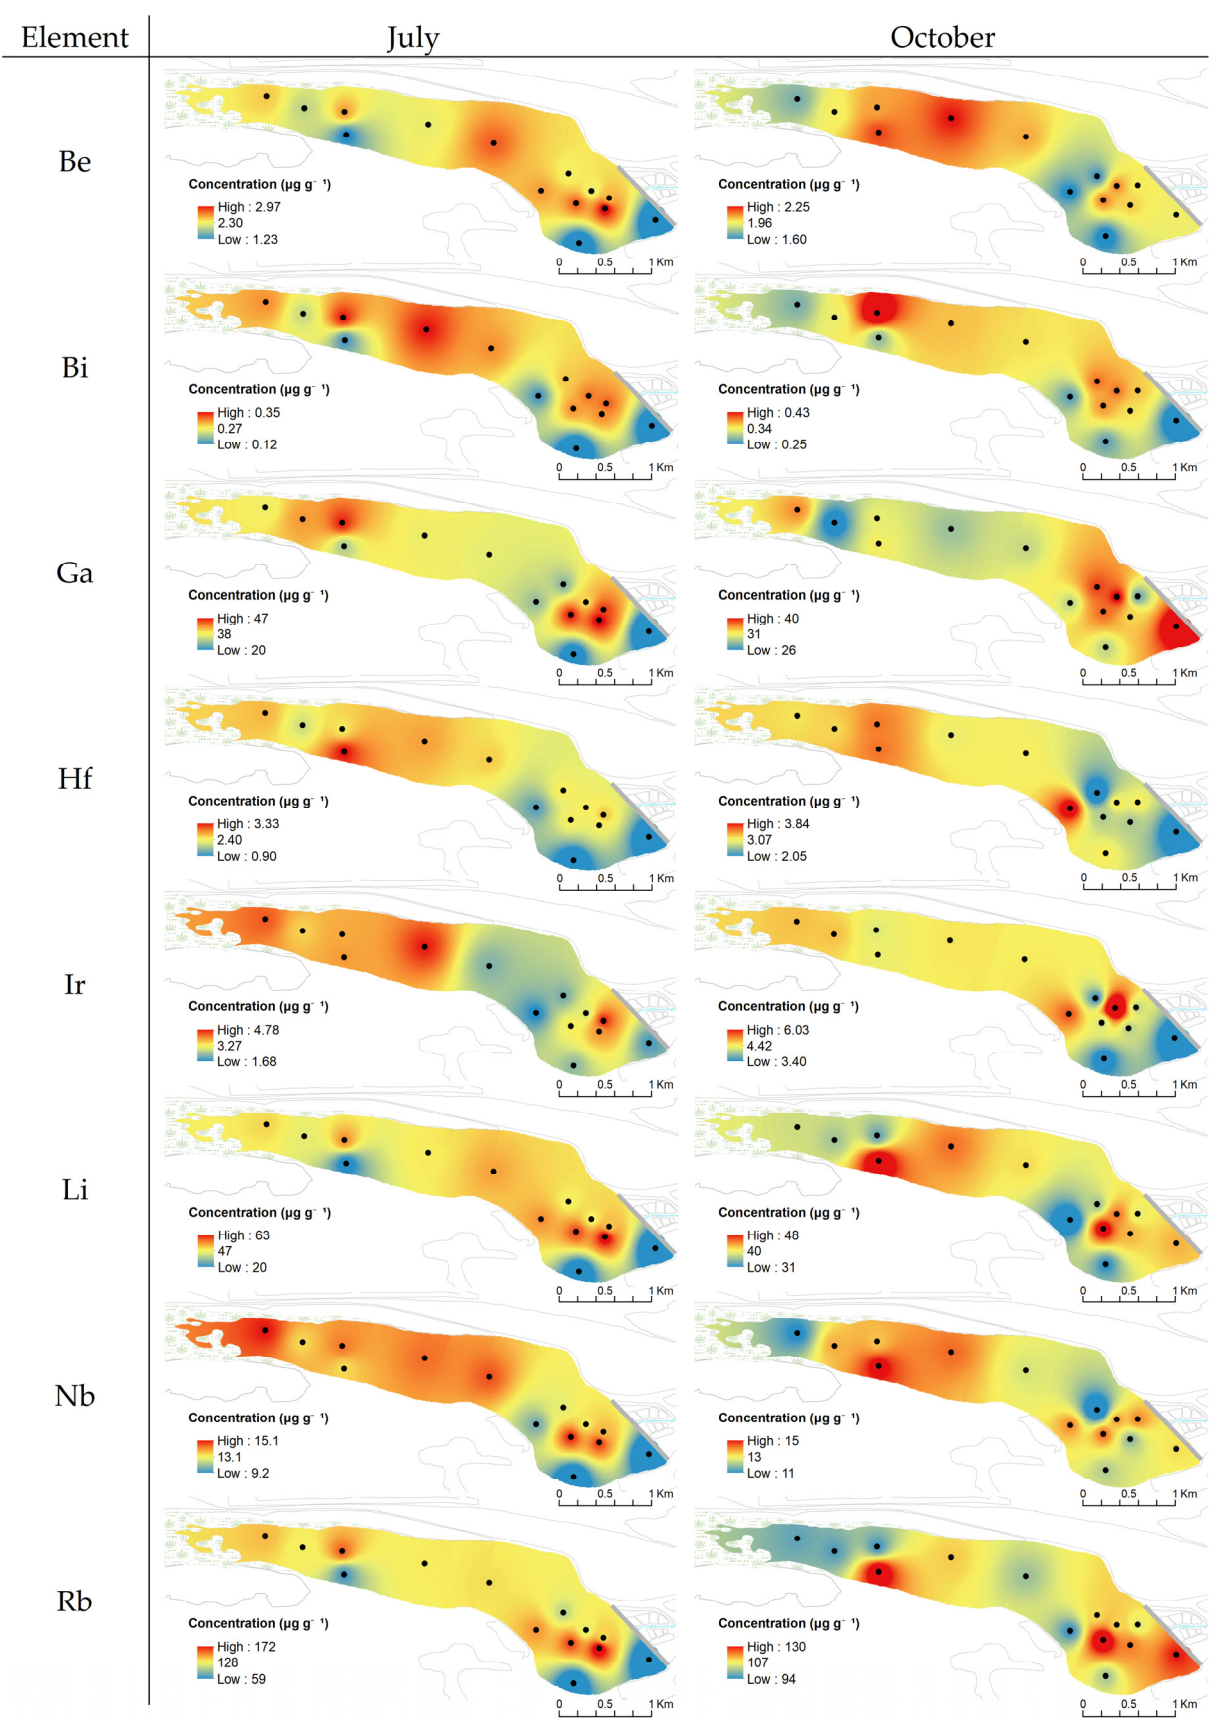 Element July October
Be
Concentration (µg g⁻ ¹)
High : 2.97
2.30
Low : 1.23
0 0.5 1 Km
Concentration (µg g⁻ ¹)
High : 2.25
1.96
Low : 1.60
0 0.5 1 Km
Bi
Concentration (µg g⁻ ¹)
High : 0.35
0.27
Low : 0.12
0 0.5 1 Km
Concentration (µg g⁻ ¹)
High : 0.43
0.34
Low : 0.25
0 0.5 1 Km
Ga
Concentration (µg g⁻ ¹)
High : 47
38
Low : 20
0 0.5 1 Km
Concentration (µg g⁻ ¹)
High : 40
31
Low : 26
0 0.5 1 Km
Hf
Concentration (µg g⁻ ¹)
High : 3.33
2.40
Low : 0.90
0 0.5 1 Km
Concentration (µg g⁻ ¹)
High : 3.84
3.07
Low : 2.05
0 0.5 1 Km
Ir
Concentration (µg g⁻ ¹)
High : 4.78
3.27
Low : 1.68
0 0.5 1 Km
Concentration (µg g⁻ ¹)
High : 6.03
4.42
Low : 3.40
0 0.5 1 Km
Li
Concentration (µg g⁻ ¹)
High : 63
47
Low : 20
0 0.5 1 Km
Concentration (µg g⁻ ¹)
High : 48
40
Low : 31
0 0.5 1 Km
Nb
Concentration (µg g⁻ ¹)
High : 15.1
13.1
Low : 9.2
0 0.5 1 Km
Concentration (µg g⁻ ¹)
High : 15
13
Low : 11
0 0.5 1 Km
Rb
Concentration (µg g⁻ ¹)
High : 172
128
Low : 59
0 0.5 1 Km
Concentration (µg g⁻ ¹)
High : 130
107
Low : 94
0 0.5 1 Km